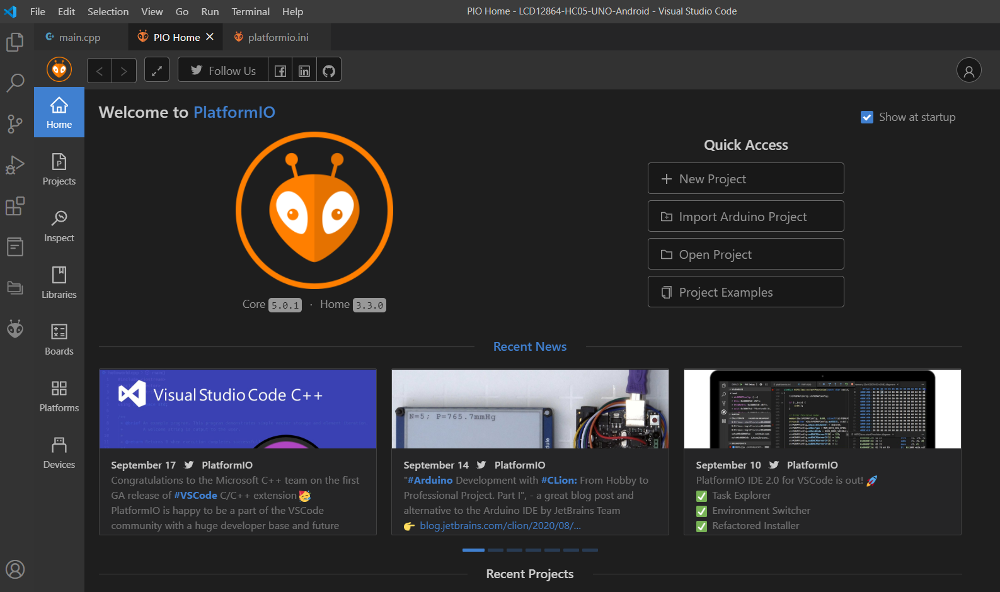 File Edit Selection View Go Run Terminal Help
PIO Home - LCD12864-HC05-UNO-Android - Visual Studio Code
main.cpp
PIO Home
platformio.ini
Follow Us
Home
Projects
Inspect
Libraries
Boards
Platforms
Devices
Welcome to PlatformIO
Show at startup
Core 5.0.1 · Home 3.3.0
Quick Access
New Project
Import Arduino Project
Open Project
Project Examples
Recent News
Visual Studio Code C++
September 17 PlatformIO
Congratulations to the Microsoft C++ team on the first
GA release of #VSCode C/C++ extension 🥳
PlatformIO is happy to be a part of the VSCode
community with a huge developer base and future
N=5; P=765.7mmHg
September 14 PlatformIO
"#Arduino Development with #CLion: From Hobby to
Professional Project. Part I", - a great blog post and
alternative to the Arduino IDE by JetBrains Team
👉 blog.jetbrains.com/clion/2020/08/...
September 10 PlatformIO
PlatformIO IDE 2.0 for VSCode is out! 🚀
✅ Task Explorer
✅ Environment Switcher
✅ Refactored Installer
Recent Projects